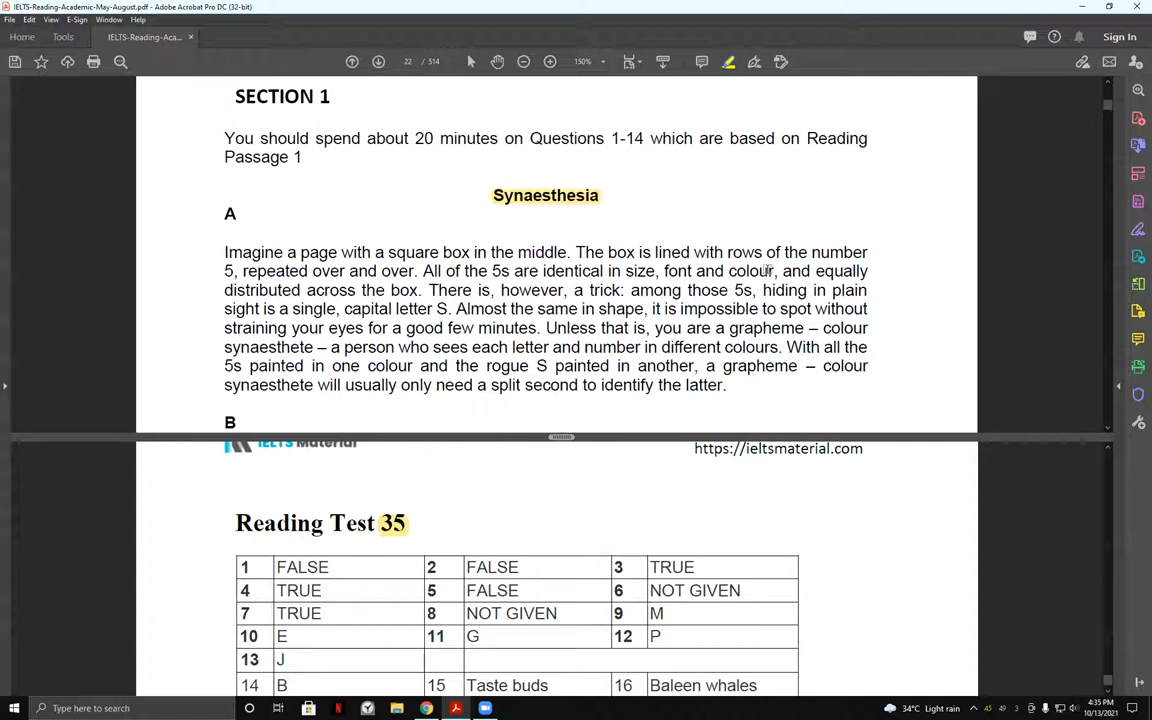 IELTS-Reading-Academic-May-August.pdf - Adobe Acrobat Pro DC (32-bit)
File Edit View E-Sign Window Help
Home Tools IELTS-Reading-Aca... × Sign In
22 / 514 150%
SECTION 1
You should spend about 20 minutes on Questions 1-14 which are based on Reading
Passage 1
Synaesthesia
A
Imagine a page with a square box in the middle. The box is lined with rows of the number
5, repeated over and over. All of the 5s are identical in size, font and colour, and equally
distributed across the box. There is, however, a trick: among those 5s, hiding in plain
sight is a single, capital letter S. Almost the same in shape, it is impossible to spot without
straining your eyes for a good few minutes. Unless that is, you are a grapheme – colour
synaesthete – a person who sees each letter and number in different colours. With all the
5s painted in one colour and the rogue S painted in another, a grapheme – colour
synaesthete will usually only need a split second to identify the latter.
B
IELTS Material https://ieltsmaterial.com
Reading Test 35
1 FALSE 2 FALSE 3 TRUE
4 TRUE 5 FALSE 6 NOT GIVEN
7 TRUE 8 NOT GIVEN 9 M
10 E 11 G 12 P
13 J
14 B 15 Taste buds 16 Baleen whales
Type here to search 34°C Light rain 45 49 3 4:35 PM
10/13/2021